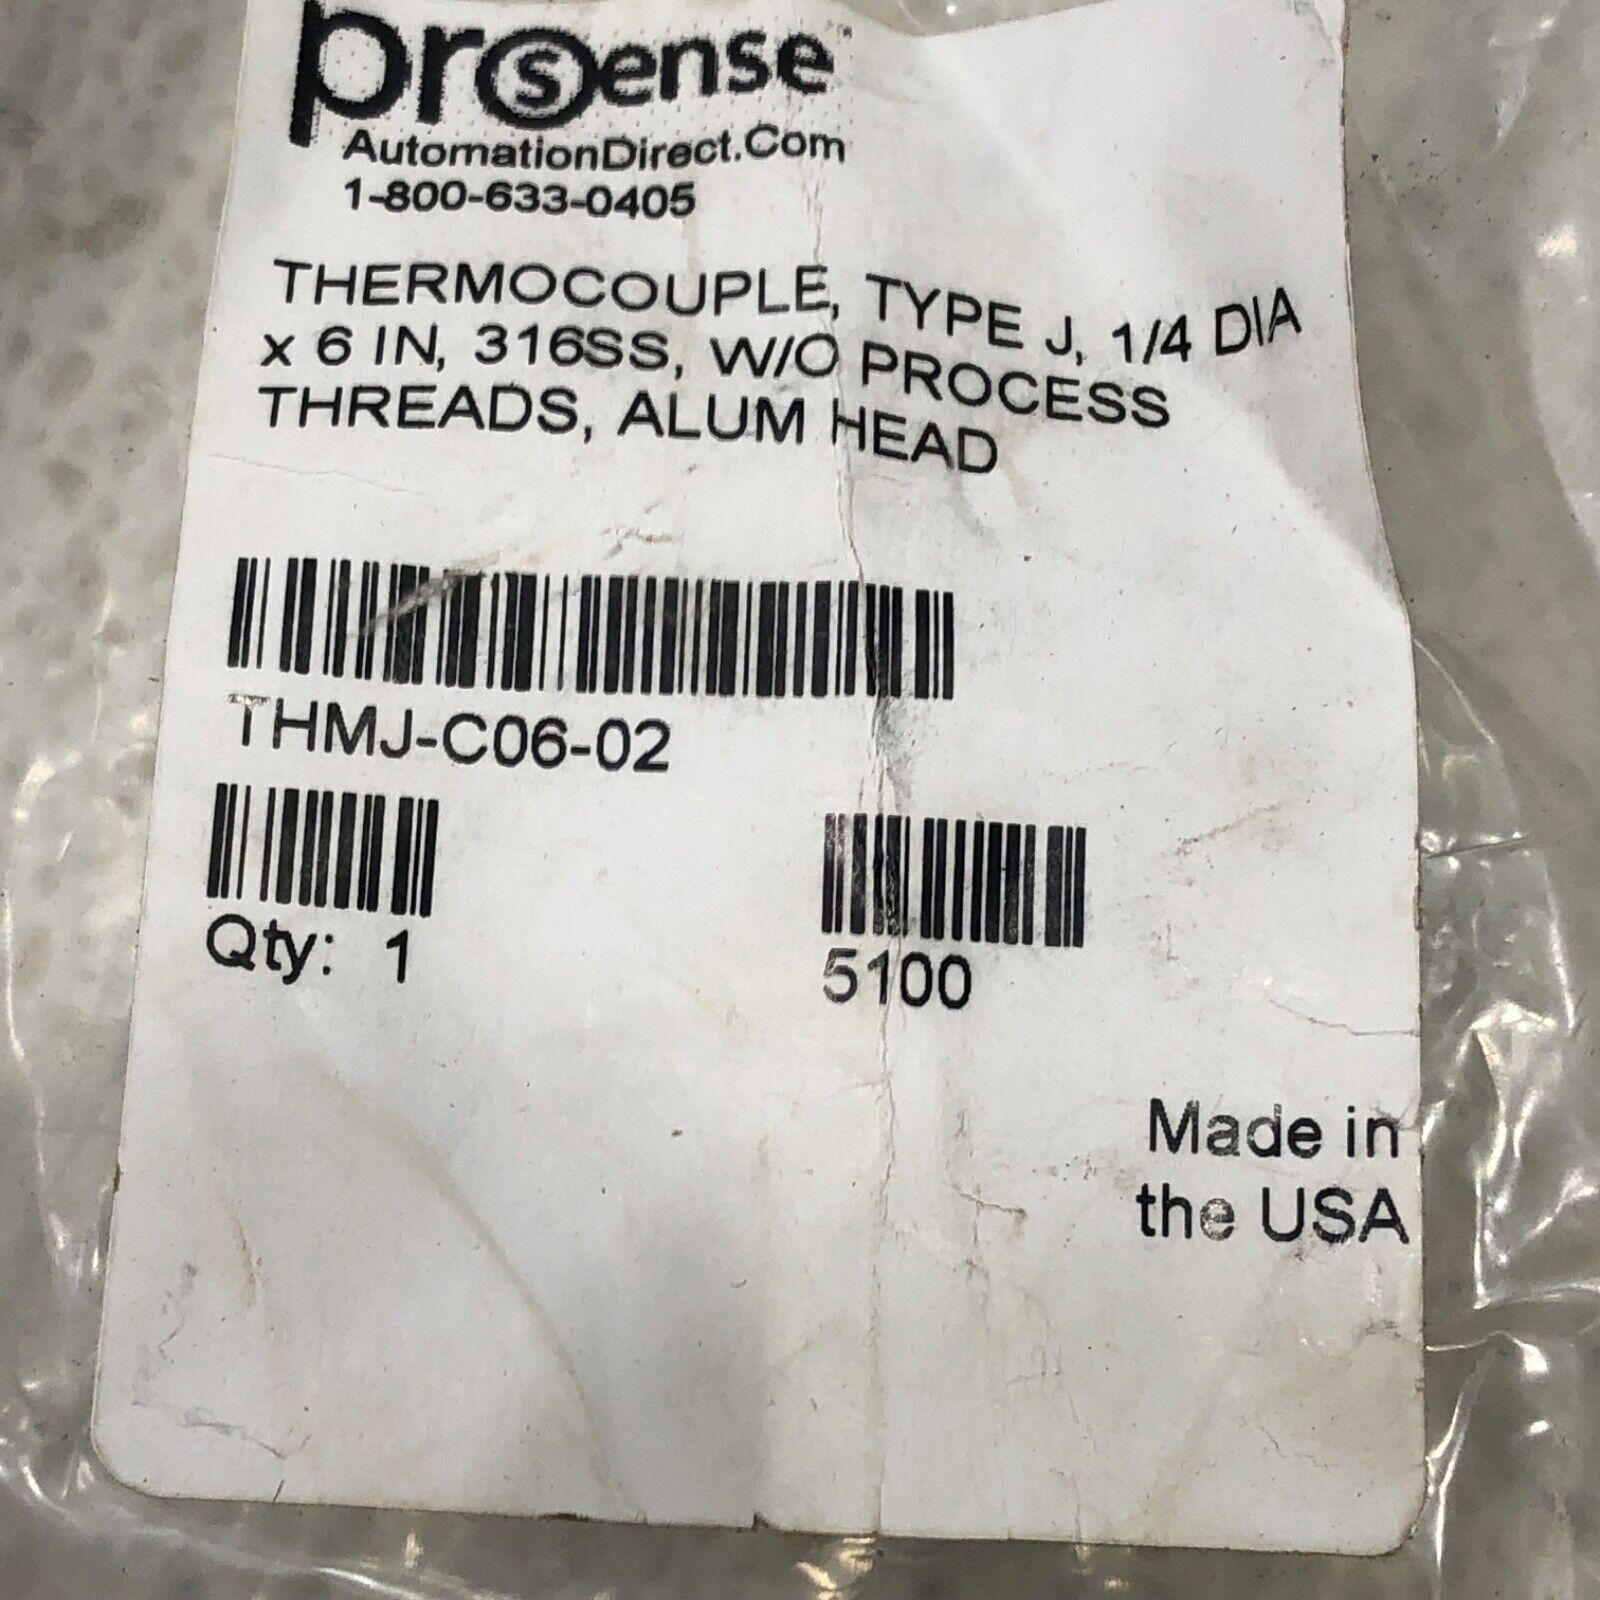 prosense
AutomationDirect.Com
1-800-633-0405
THERMOCOUPLE, TYPE J, 1/4 DIA
x 6 IN, 316SS, W/O PROCESS
THREADS, ALUM HEAD
THMJ-C06-02
Qty: 1
5100
Made in
the USA